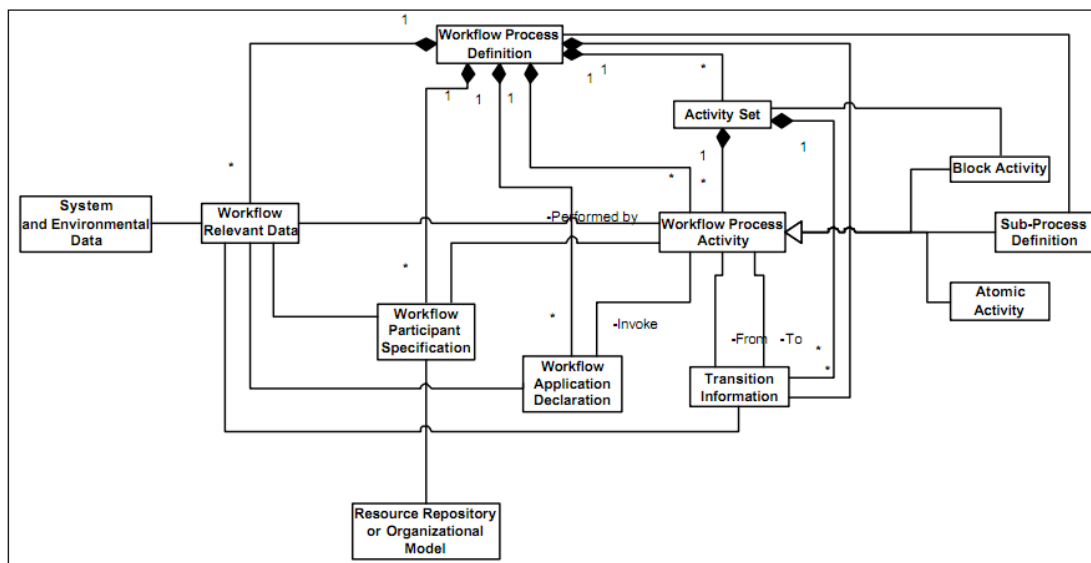 1
Workflow Process
Definition
1
1
1
1
1
*
Activity Set
1
1
Block Activity
*
*
*
System
and Environmental
Data
Workflow
Relevant Data
-Performed by
Workflow Process
Activity
Sub-Process
Definition
*
Atomic
Activity
Workflow
Participant
Specification
*
-Invoke
-From
-To
*
*
Workflow
Application
Declaration
Transition
Information
Resource Repository
or Organizational
Model